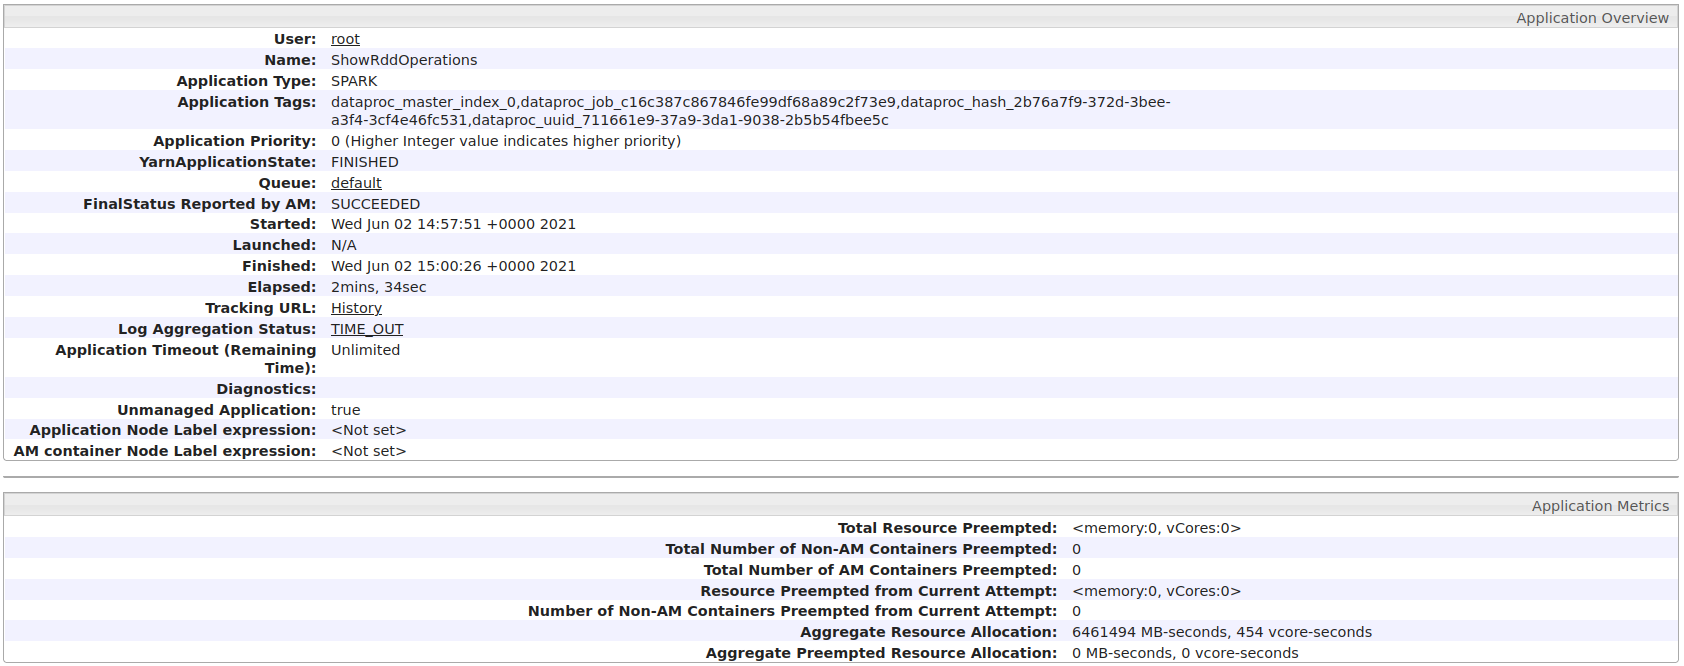 Application Overview
User: root
Name: ShowRddOperations
Application Type: SPARK
Application Tags: dataproc_master_index_0,dataproc_job_c16c387c867846fe99df68a89c2f73e9,dataproc_hash_2b76a7f9-372d-3bee-
a3f4-3cf4e46fc531,dataproc_uuid_711661e9-37a9-3da1-9038-2b5b54fbee5c
Application Priority: 0 (Higher Integer value indicates higher priority)
YarnApplicationState: FINISHED
Queue: default
FinalStatus Reported by AM: SUCCEEDED
Started: Wed Jun 02 14:57:51 +0000 2021
Launched: N/A
Finished: Wed Jun 02 15:00:26 +0000 2021
Elapsed: 2mins, 34sec
Tracking URL: History
Log Aggregation Status: TIME_OUT
Application Timeout (Remaining Unlimited
Time):
Diagnostics:
Unmanaged Application: true
Application Node Label expression: <Not set>
AM container Node Label expression: <Not set>
Application Metrics
Total Resource Preempted: <memory:0, vCores:0>
Total Number of Non-AM Containers Preempted: 0
Total Number of AM Containers Preempted: 0
Resource Preempted from Current Attempt: <memory:0, vCores:0>
Number of Non-AM Containers Preempted from Current Attempt: 0
Aggregate Resource Allocation: 6461494 MB-seconds, 454 vcore-seconds
Aggregate Preempted Resource Allocation: 0 MB-seconds, 0 vcore-seconds